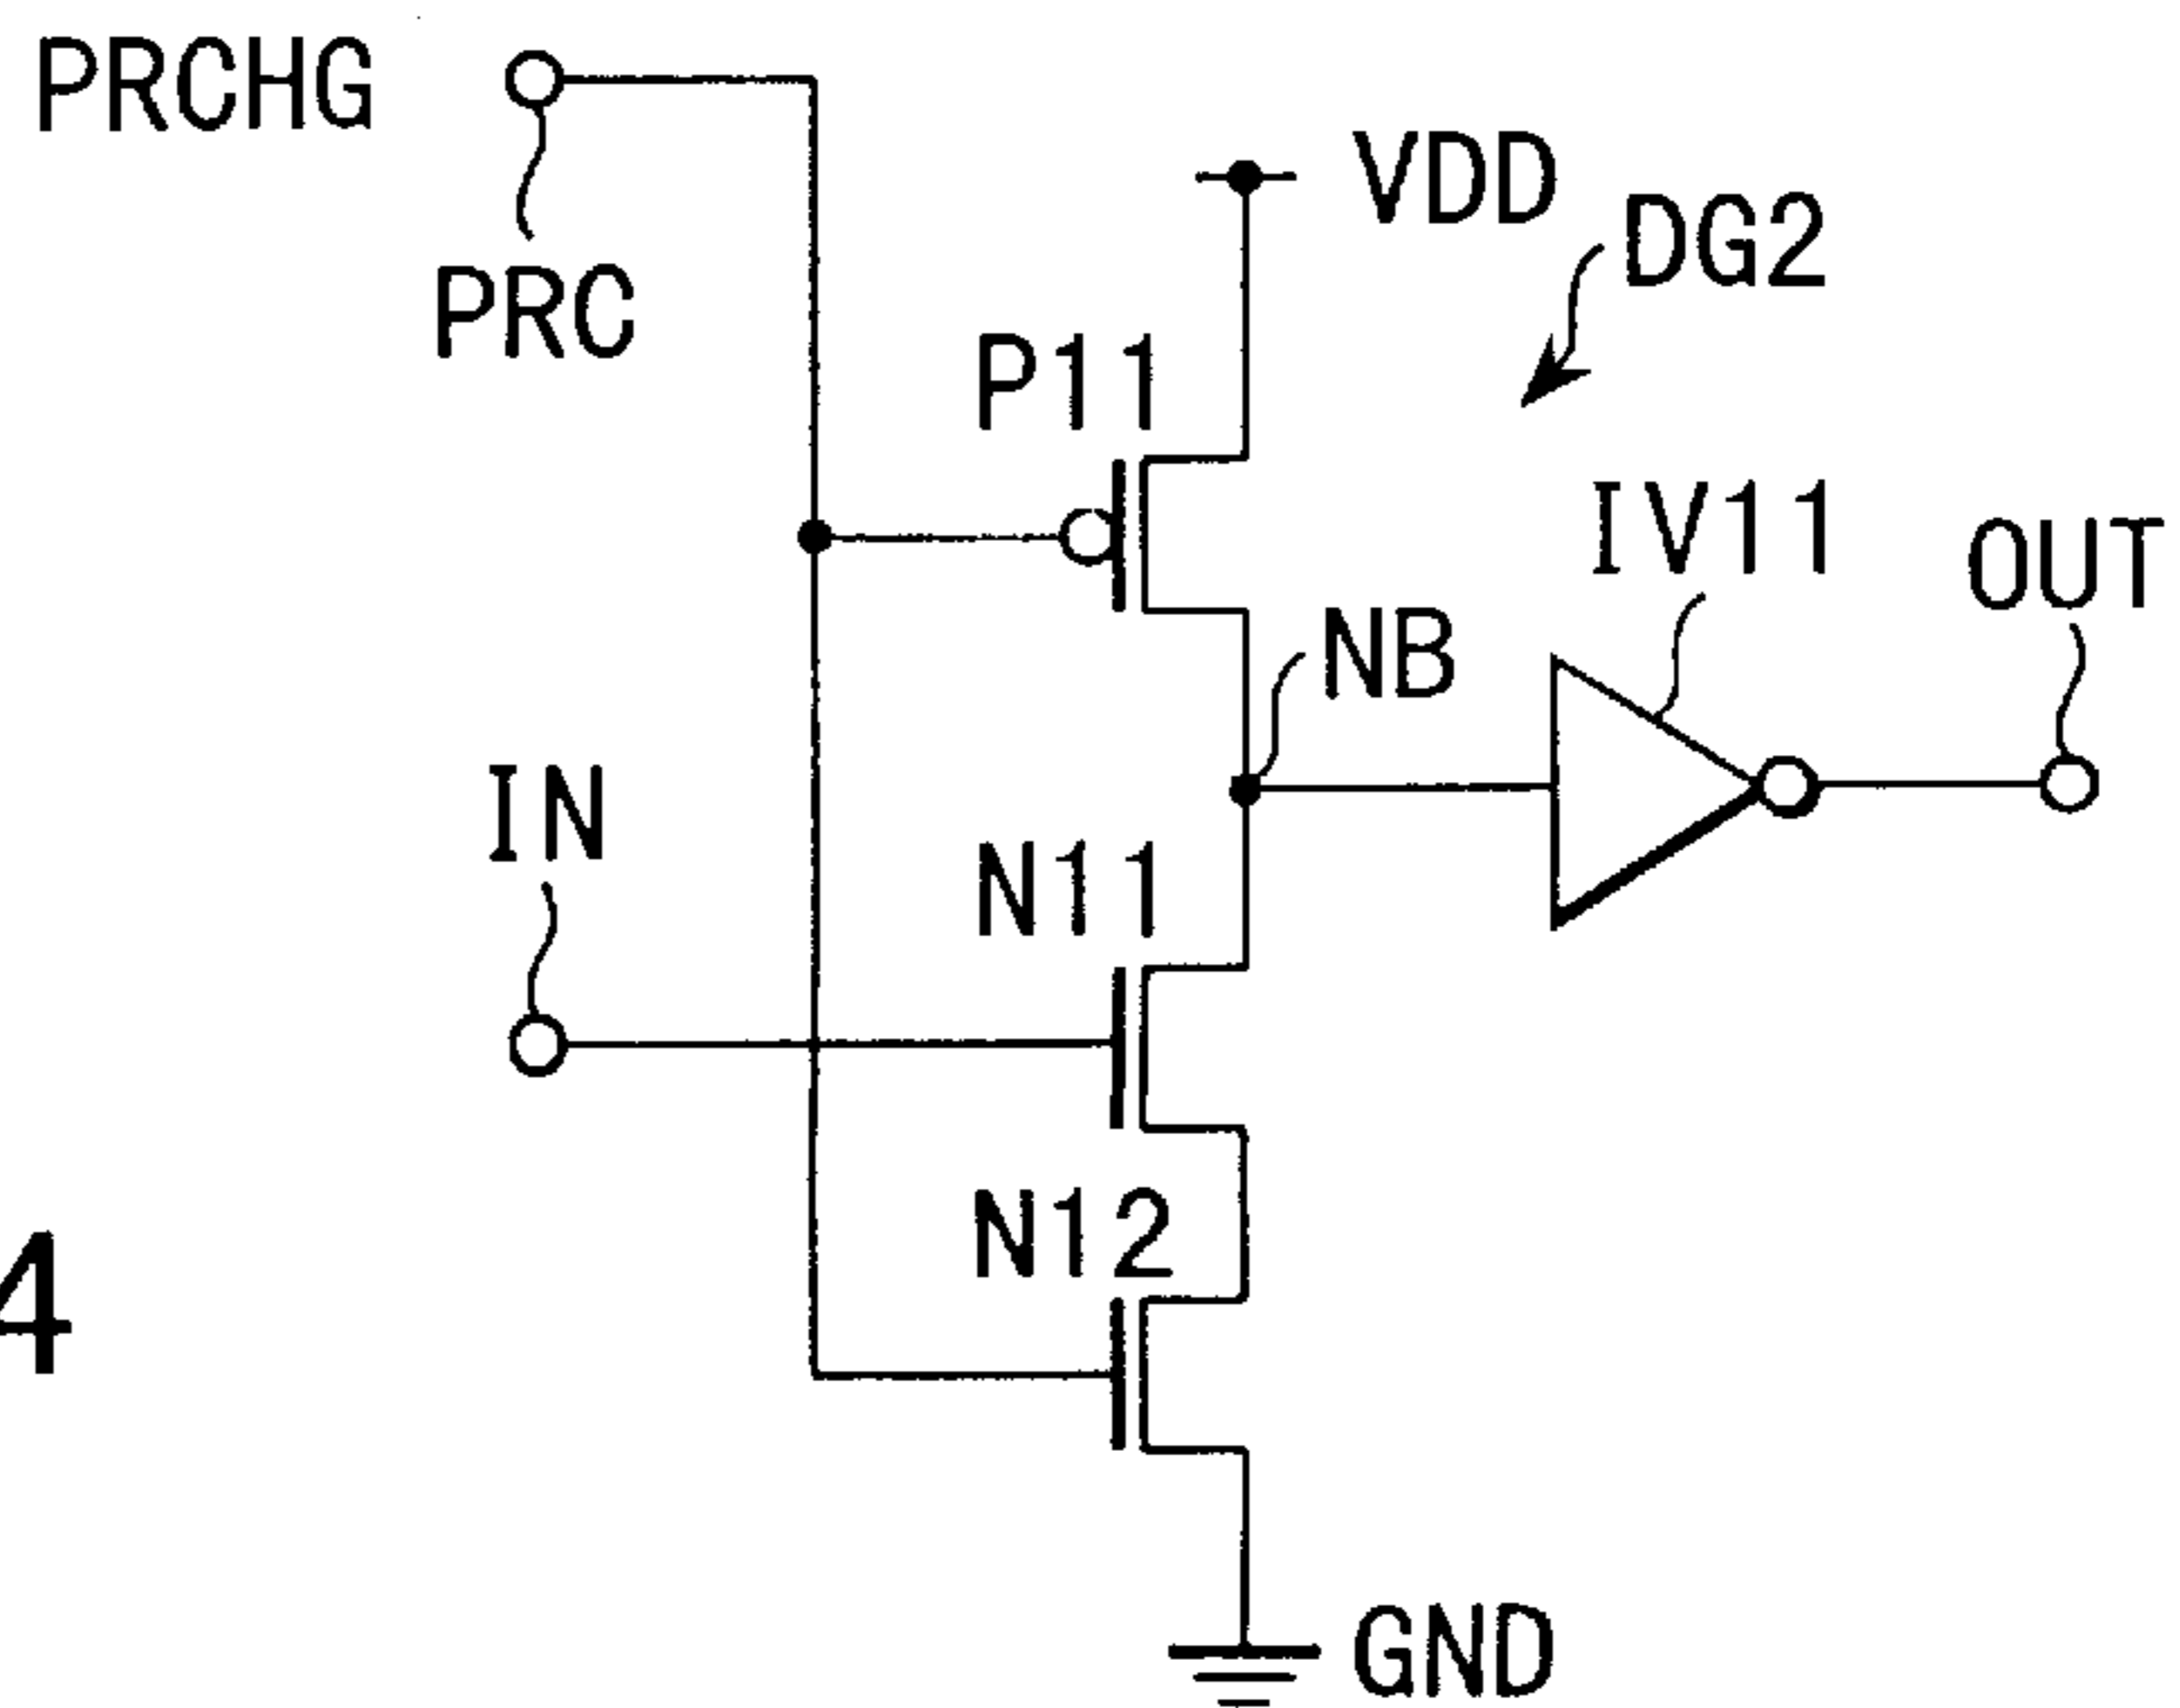 PRCHG
VDD
DG2
PRC
P11
IV11
OUT
NB
IN
N11
N12
4
GND